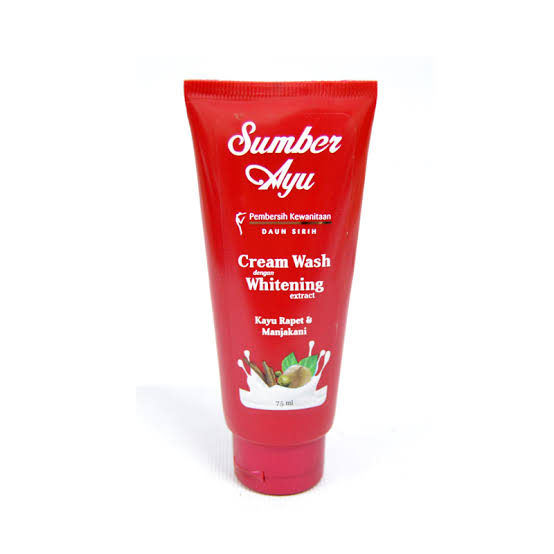 Sumber
Ayu
Pembersih Kewanitaan
DAUN SIRIH
Cream Wash
dengan
Whitening
extract
Kayu Rapet &
Manjakani
75 ml